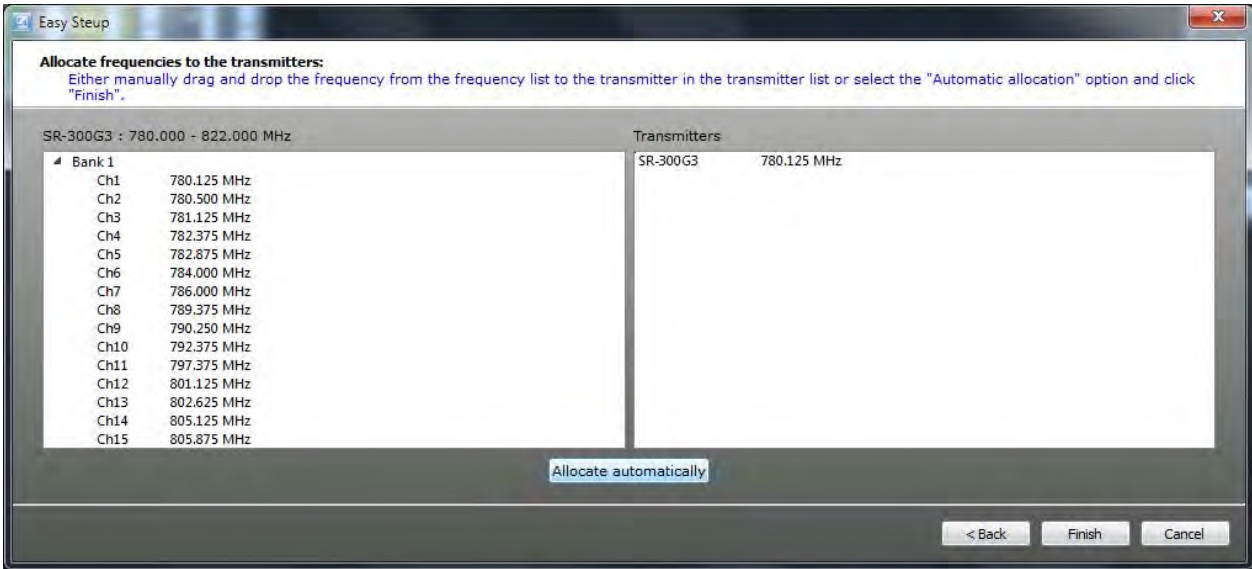 Easy Steup
Allocate frequencies to the transmitters:
Either manually drag and drop the frequency from the frequency list to the transmitter in the transmitter list or select the "Automatic allocation" option and click
"Finish".
SR-300G3 : 780.000 - 822.000 MHz
Bank 1
Ch1 780.125 MHz
Ch2 780.500 MHz
Ch3 781.125 MHz
Ch4 782.375 MHz
Ch5 782.875 MHz
Ch6 784.000 MHz
Ch7 786.000 MHz
Ch8 789.375 MHz
Ch9 790.250 MHz
Ch10 792.375 MHz
Ch11 797.375 MHz
Ch12 801.125 MHz
Ch13 802.625 MHz
Ch14 805.125 MHz
Ch15 805.875 MHz
Transmitters
SR-300G3 780.125 MHz
Allocate automatically
< Back Finish Cancel